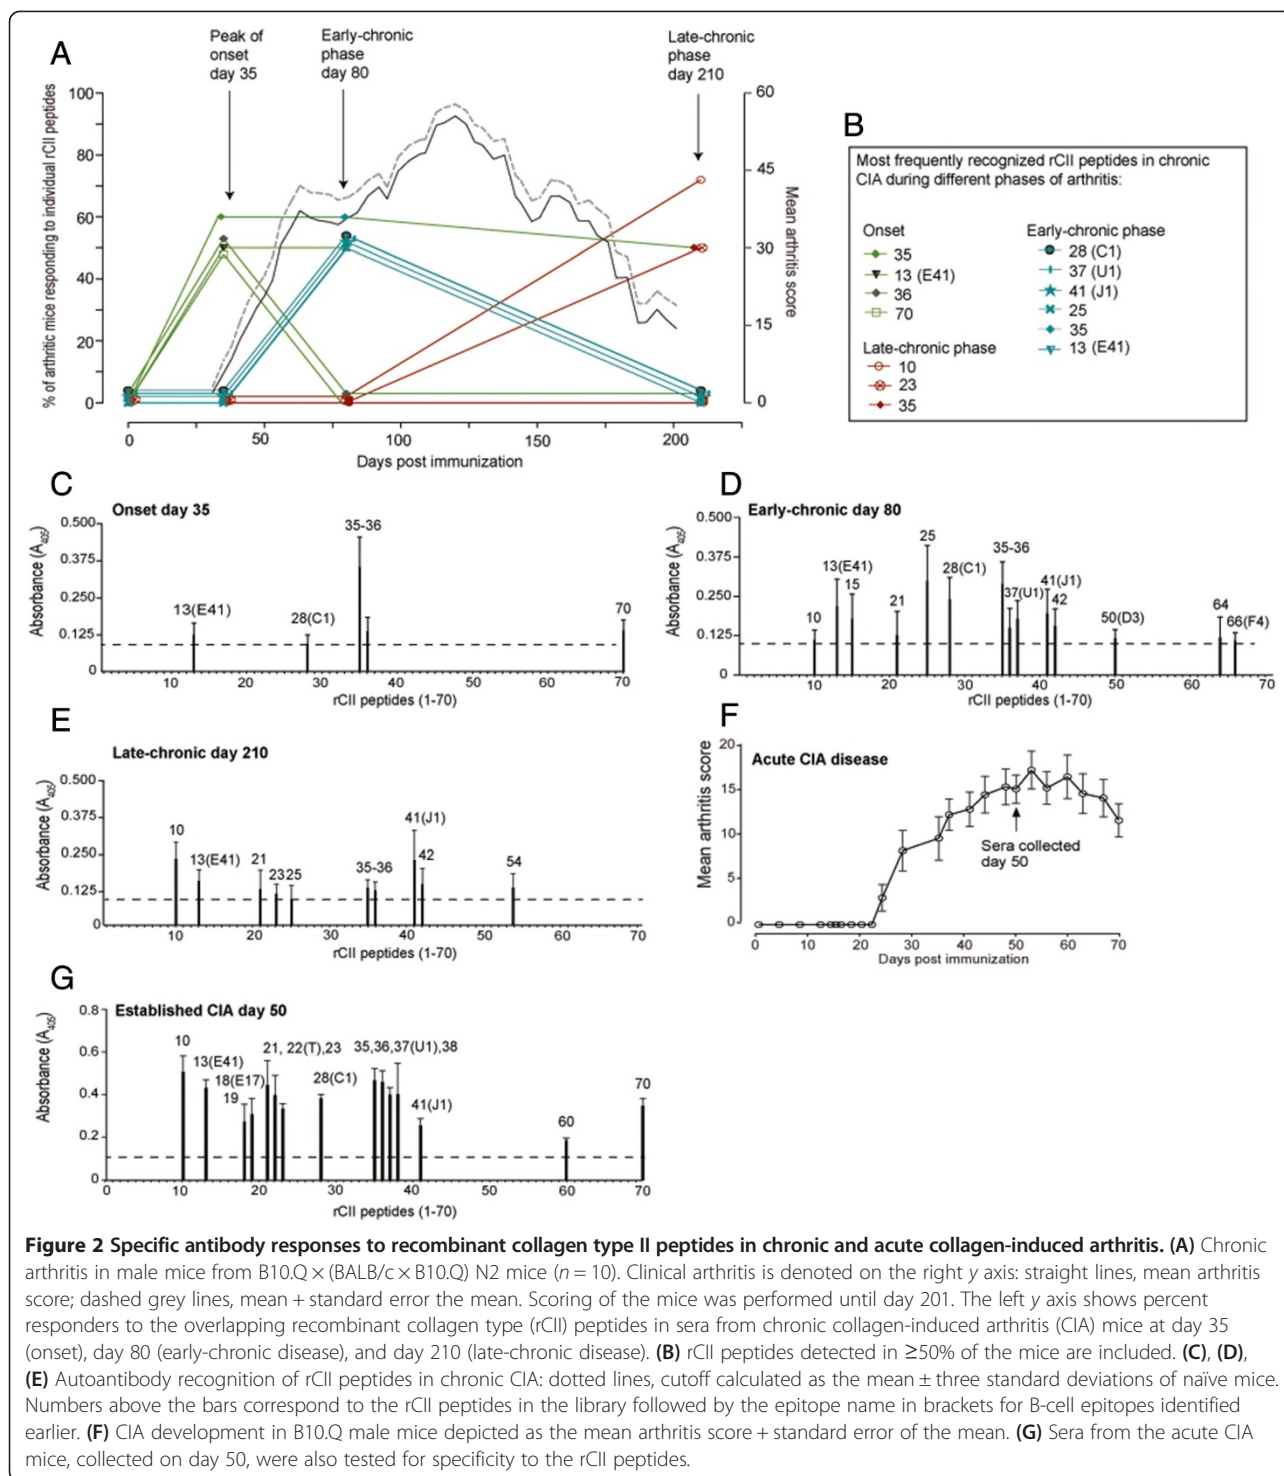 A
Peak of
onset
day 35
Early-chronic
phase
day 80
Late-chronic
phase
day 210
% of arthritic mice responding to individual rCII peptides
100
80
60
40
20
0
60
45
30
15
0
Mean arthritis score
0 50 100 150 200
Days post immunization
B
Most frequently recognized rCII peptides in chronic
CIA during different phases of arthritis:
Onset
35
13 (E41)
36
70
Late-chronic phase
10
23
35
Early-chronic phase
28 (C1)
37 (U1)
41 (J1)
25
35
13 (E41)
C
Onset day 35
Absorbance (A405)
0.500
0.375
0.250
0.125
0
13(E41)
28(C1)
35-36
70
10 20 30 40 50 60 70
rCII peptides (1-70)
D
Early-chronic day 80
Absorbance (A405)
0.500
0.375
0.250
0.125
0
10
13(E41)
15
21
25
28(C1)
35-36
37(U1)
41(J1)
42
50(D3)
64
66(F4)
10 20 30 40 50 60 70
rCII peptides (1-70)
E
Late-chronic day 210
Absorbance (A405)
0.500
0.375
0.250
0.125
0
10
13(E41)
21
23
25
35-36
41(J1)
42
54
10 20 30 40 50 60 70
rCII peptides (1-70)
F
Acute CIA disease
Mean arthritis score
20
15
10
5
0
Sera collected
day 50
0 10 20 30 40 50 60 70
Days post immunization
G
Established CIA day 50
Absorbance (A405)
0.8
0.6
0.4
0.2
0
10
13(E41)
18(E17)
19
21, 22(T),23
28(C1)
35,36,37(U1),38
41(J1)
60
70
0 10 20 30 40 50 60 70
rCII peptides (1-70)
Figure 2 Specific antibody responses to recombinant collagen type II peptides in chronic and acute collagen-induced arthritis. (A) Chronic
arthritis in male mice from B10.Q × (BALB/c × B10.Q) N2 mice (n = 10). Clinical arthritis is denoted on the right y axis: straight lines, mean arthritis
score; dashed grey lines, mean + standard error the mean. Scoring of the mice was performed until day 201. The left y axis shows percent
responders to the overlapping recombinant collagen type (rCII) peptides in sera from chronic collagen-induced arthritis (CIA) mice at day 35
(onset), day 80 (early-chronic disease), and day 210 (late-chronic disease). (B) rCII peptides detected in ≥50% of the mice are included. (C), (D),
(E) Autoantibody recognition of rCII peptides in chronic CIA: dotted lines, cutoff calculated as the mean ± three standard deviations of naïve mice.
Numbers above the bars correspond to the rCII peptides in the library followed by the epitope name in brackets for B-cell epitopes identified
earlier. (F) CIA development in B10.Q male mice depicted as the mean arthritis score + standard error of the mean. (G) Sera from the acute CIA
mice, collected on day 50, were also tested for specificity to the rCII peptides.